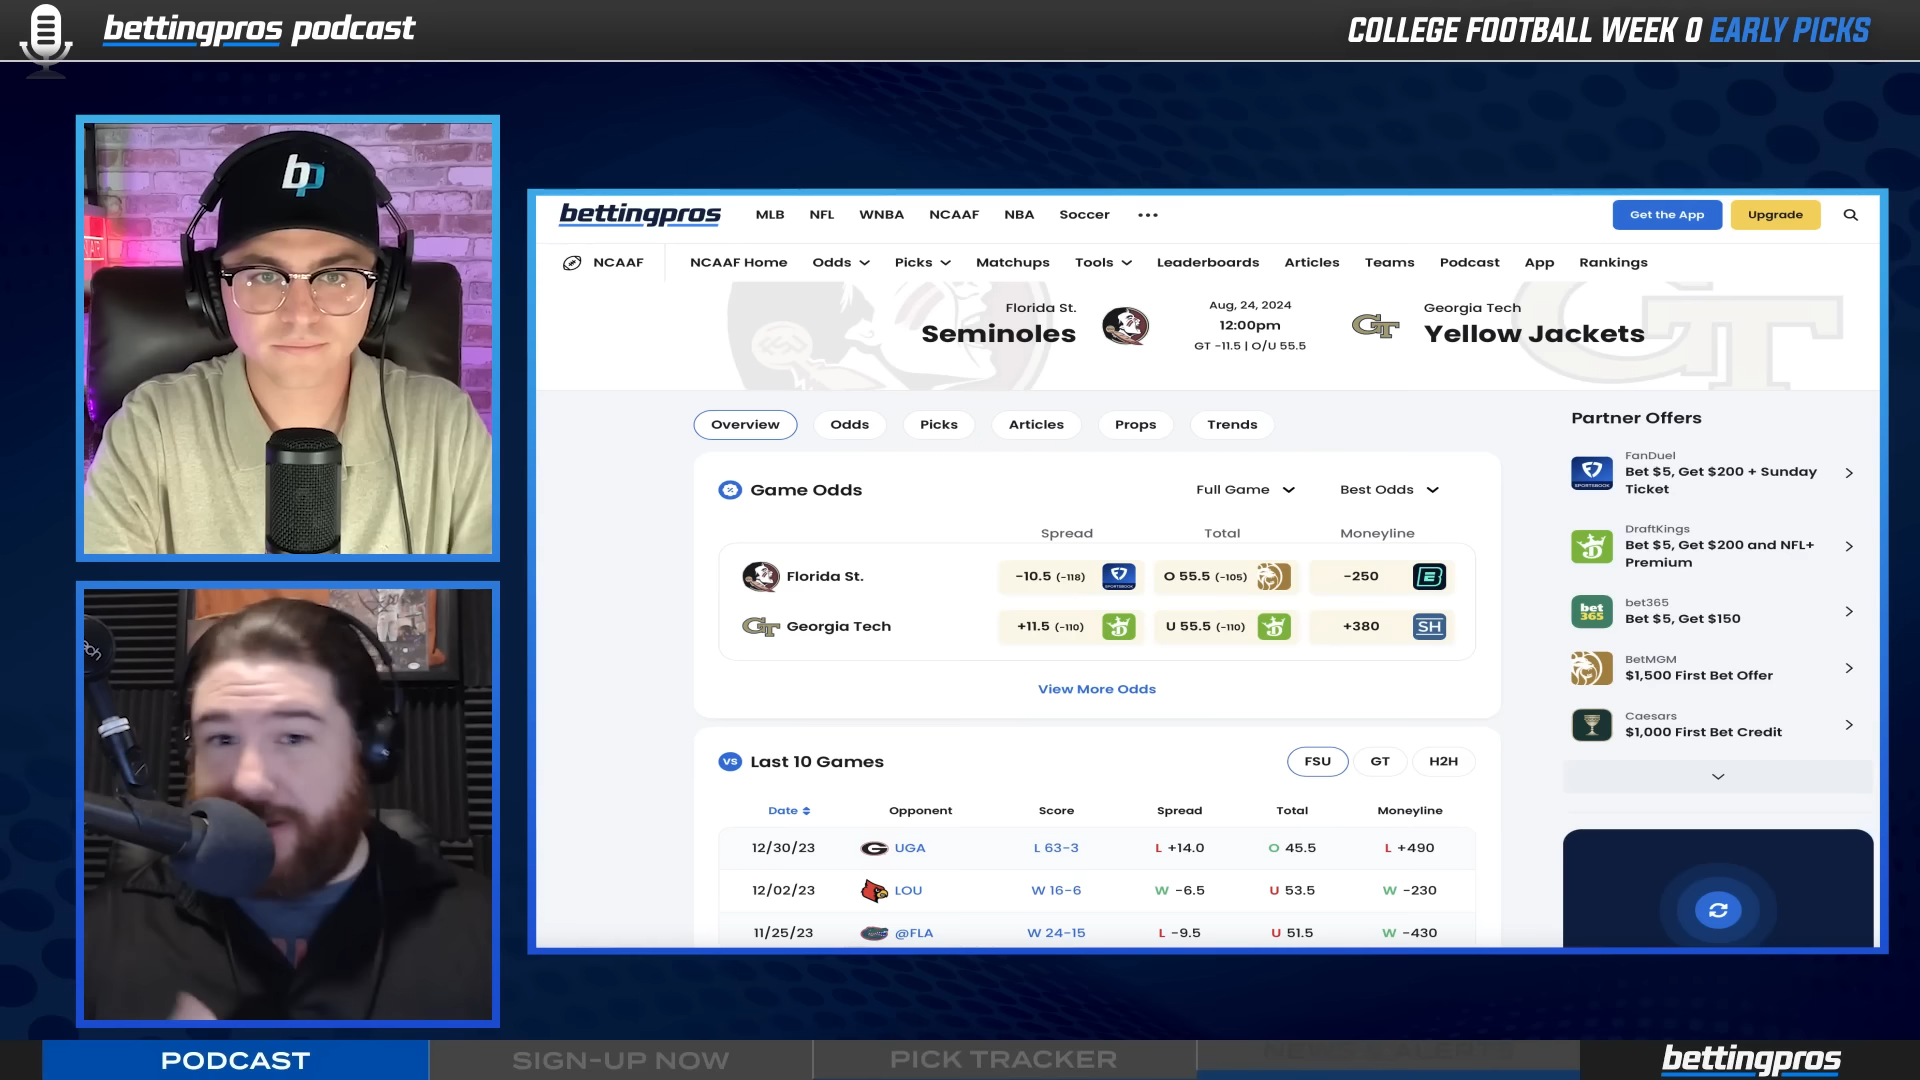 bettingpros podcast
COLLEGE FOOTBALL WEEK 0 EARLY PICKS
bp
bettingpros
MLB NFL WNBA NCAAF NBA Soccer •••
Get the App Upgrade
NCAAF NCAAF Home Odds Picks Matchups Tools Leaderboards Articles Teams Podcast App Rankings
Florida St.
Seminoles
Aug, 24, 2024
12:00pm
GT -11.5 | O/U 55.5
GT
Georgia Tech
Yellow Jackets
Overview Odds Picks Articles Props Trends
Game Odds
Full Game Best Odds
Spread Total Moneyline
Florida St. -10.5 (-118) SPORTSBOOK O 55.5 (-105) -250
GT Georgia Tech +11.5 (-110) U 55.5 (-110) +380 SH
View More Odds
VS Last 10 Games
FSU GT H2H
Date Opponent Score Spread Total Moneyline
12/30/23 UGA L 63-3 L +14.0 O 45.5 L +490
12/02/23 LOU W 16-6 W -6.5 U 53.5 W -230
11/25/23 @FLA W 24-15 L -9.5 U 51.5 W -430
Partner Offers
SPORTSBOOK
FanDuel
Bet $5, Get $200 + Sunday
Ticket
DraftKings
Bet $5, Get $200 and NFL+
Premium
bet
365
bet365
Bet $5, Get $150
BetMGM
$1,500 First Bet Offer
Caesars
$1,000 First Bet Credit
PODCAST
SIGN-UP NOW
PICK TRACKER
bettingpros